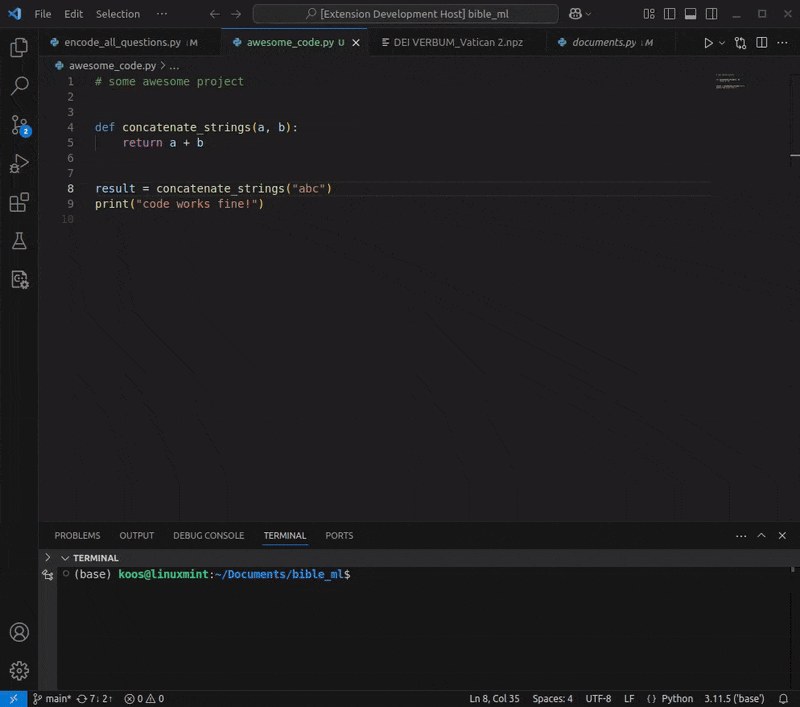 File Edit Selection ··· [Extension Development Host] bible_ml
encode_all_questions.py ↓M awesome_code.py U DEI VERBUM_Vatican 2.npz documents.py ↓M
awesome_code.py > ...
1 # some awesome project
2
3
4 def concatenate_strings(a, b):
5 return a + b
6
7
8 result = concatenate_strings("abc")
9 print("code works fine!")
10
2
PROBLEMS OUTPUT DEBUG CONSOLE TERMINAL PORTS
TERMINAL
(base) koos@linuxmint:~/Documents/bible_ml$
main* 7↓ 2↑ 0 0 Ln 8, Col 35 Spaces: 4 UTF-8 LF Python 3.11.5 ('base')